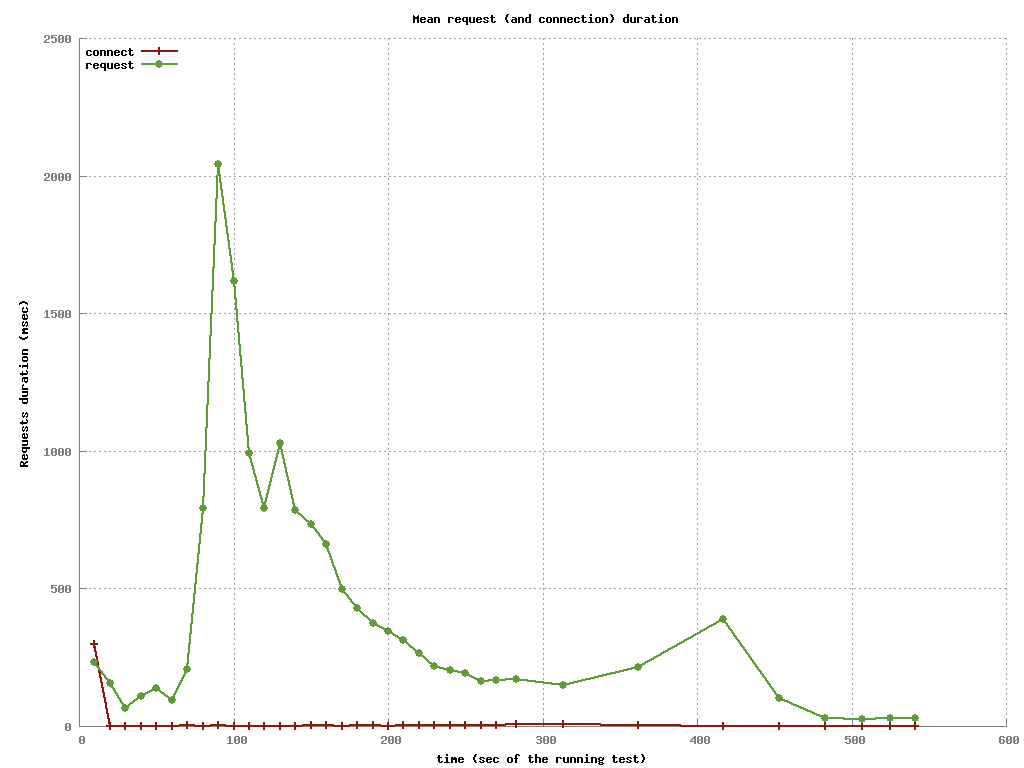 Mean request (and connection) duration
2500
connect
request
2000
1500
1000
500
0
Requests duration (msec)
0 100 200 300 400 500 600
time (sec of the running test)